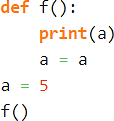 def f():
    print(a)
    a = a
a = 5
f()